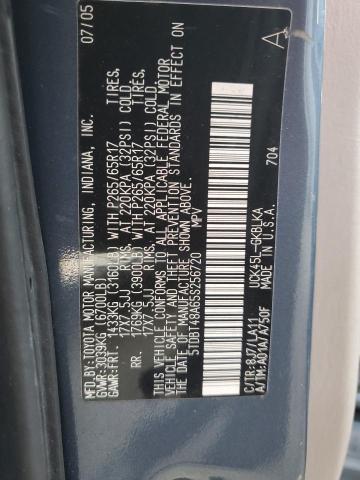 MFD. BY: TOYOTA MOTOR MANUFACTURING, INDIANA, INC. 07/05
GVWR: 3039KG (6700LB)
GAWR: FRT. 1433KG (3160LB) WITH P265/65R17 TIRES.
17X7.5JJ RIMS, AT 220KPA (32PSI) COLD.
RR. 1769KG (3900LB) WITH P265/65R17 TIRES.
17X7.5JJ RIMS, AT 220KPA (32PSI) COLD.
THIS VEHICLE CONFORMS TO ALL APPLICABLE FEDERAL MOTOR
VEHICLE SAFETY AND THEFT PREVENTION STANDARDS IN EFFECT ON
THE DATE OF MANUFACTURE SHOWN ABOVE.
5TDBT48A65S256720 MPV
A
704
UCK45L-GKBLKA
C/TR: 8J7/LA11 MADE IN U.S.A.
A/TM: A01A/A750F